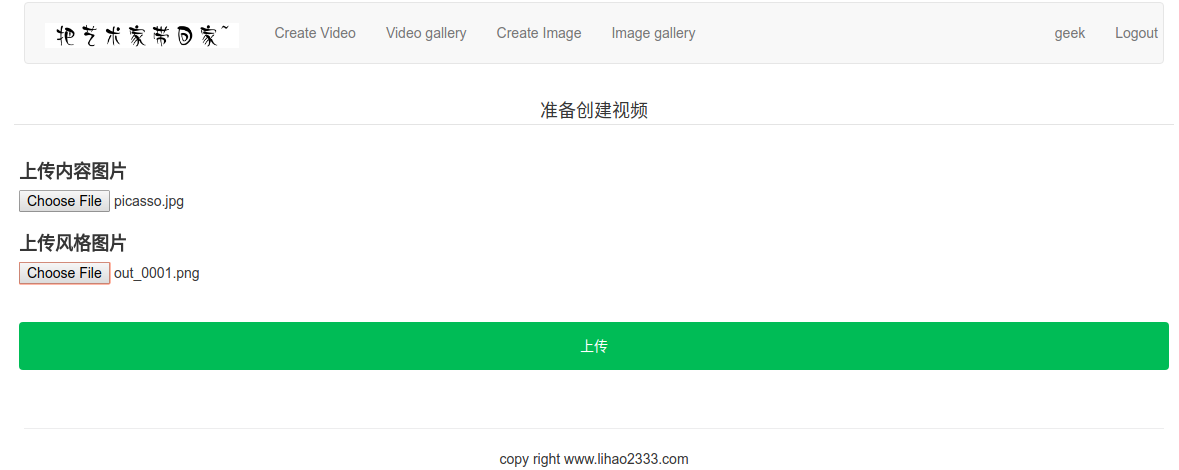 把艺术家带回家~ Create Video Video gallery Create Image Image gallery geek Logout
准备创建视频
上传内容图片
Choose File picasso.jpg
上传风格图片
Choose File out_0001.png
上传
copy right www.lihao2333.com